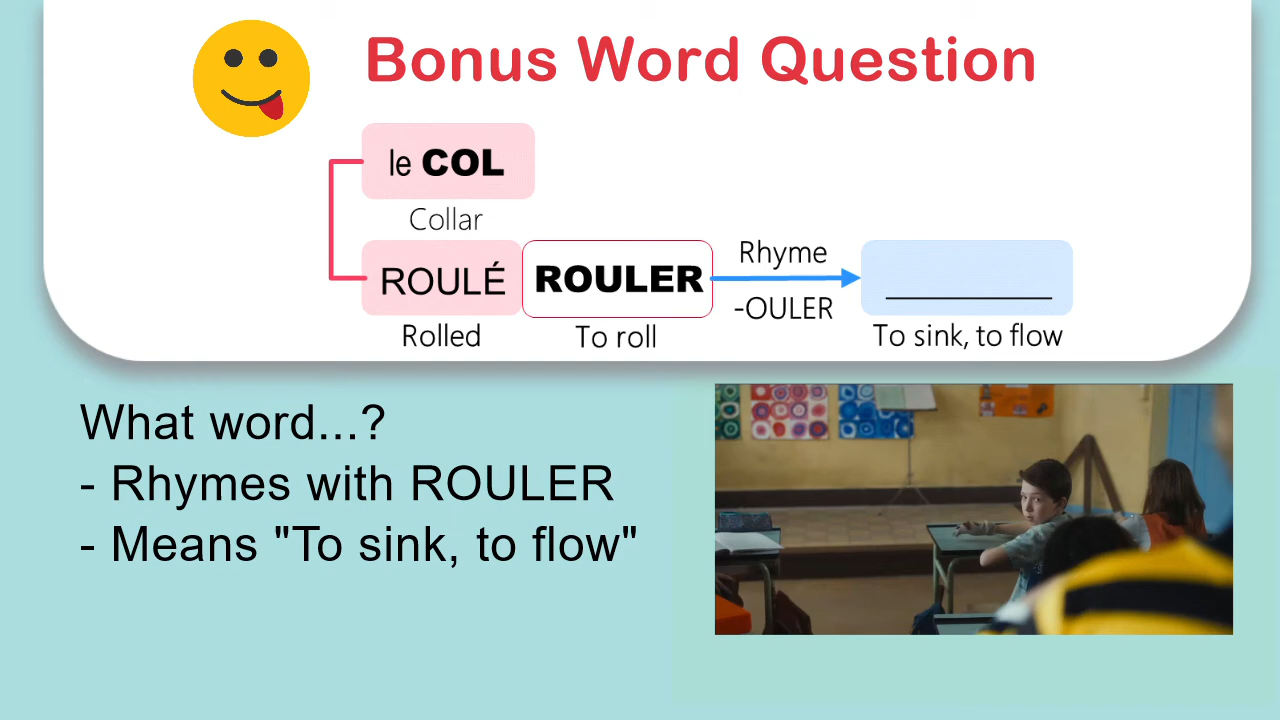 Bonus Word Question
le COL
Collar
ROULÉ ROULER Rhyme
-OULER
Rolled To roll To sink, to flow
What word...?
- Rhymes with ROULER
- Means "To sink, to flow"